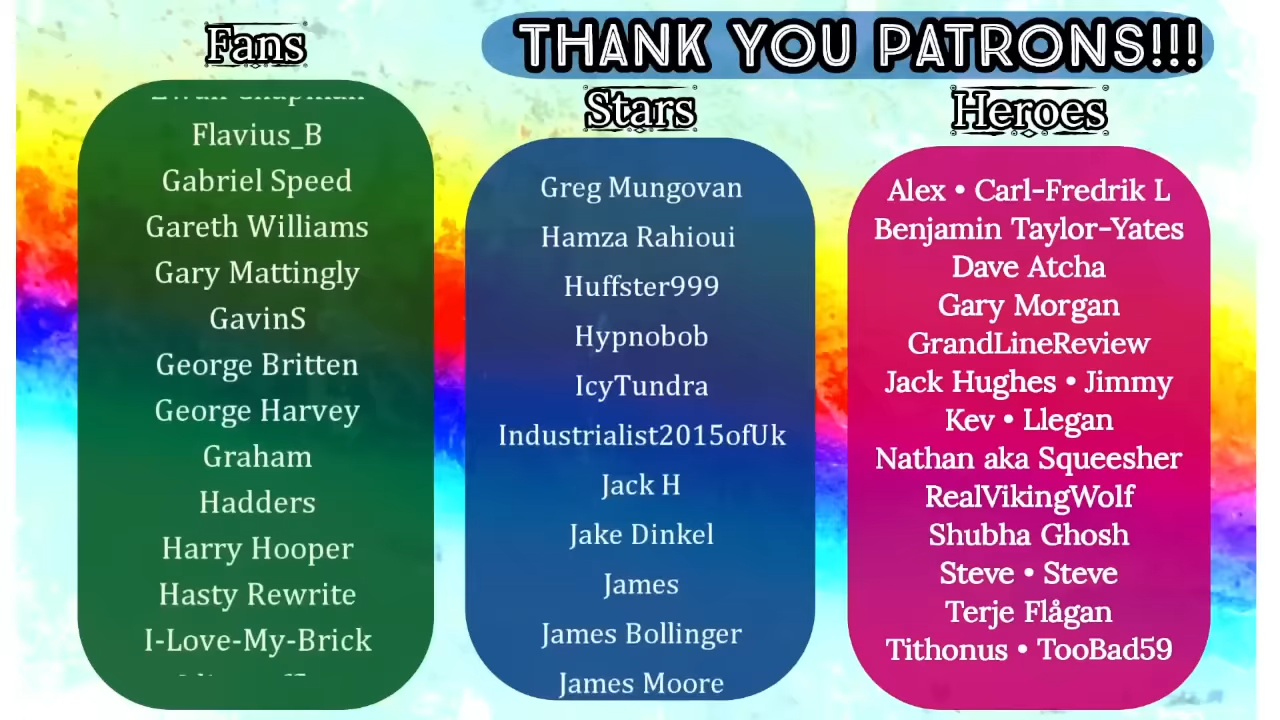 Fans
THANK YOU PATRONS!!!
Stars
Heroes
Flavius_B
Gabriel Speed
Gareth Williams
Gary Mattingly
GavinS
George Britten
George Harvey
Graham
Hadders
Harry Hooper
Hasty Rewrite
I-Love-My-Brick
Greg Mungovan
Hamza Rahioui
Huffster999
Hypnobob
IcyTundra
Industrialist2015ofUk
Jack H
Jake Dinkel
James
James Bollinger
James Moore
Alex • Carl-Fredrik L
Benjamin Taylor-Yates
Dave Atcha
Gary Morgan
GrandLineReview
Jack Hughes • Jimmy
Kev • Llegan
Nathan aka Squeesher
RealVikingWolf
Shubha Ghosh
Steve • Steve
Terje Flågan
Tithonus • TooBad59